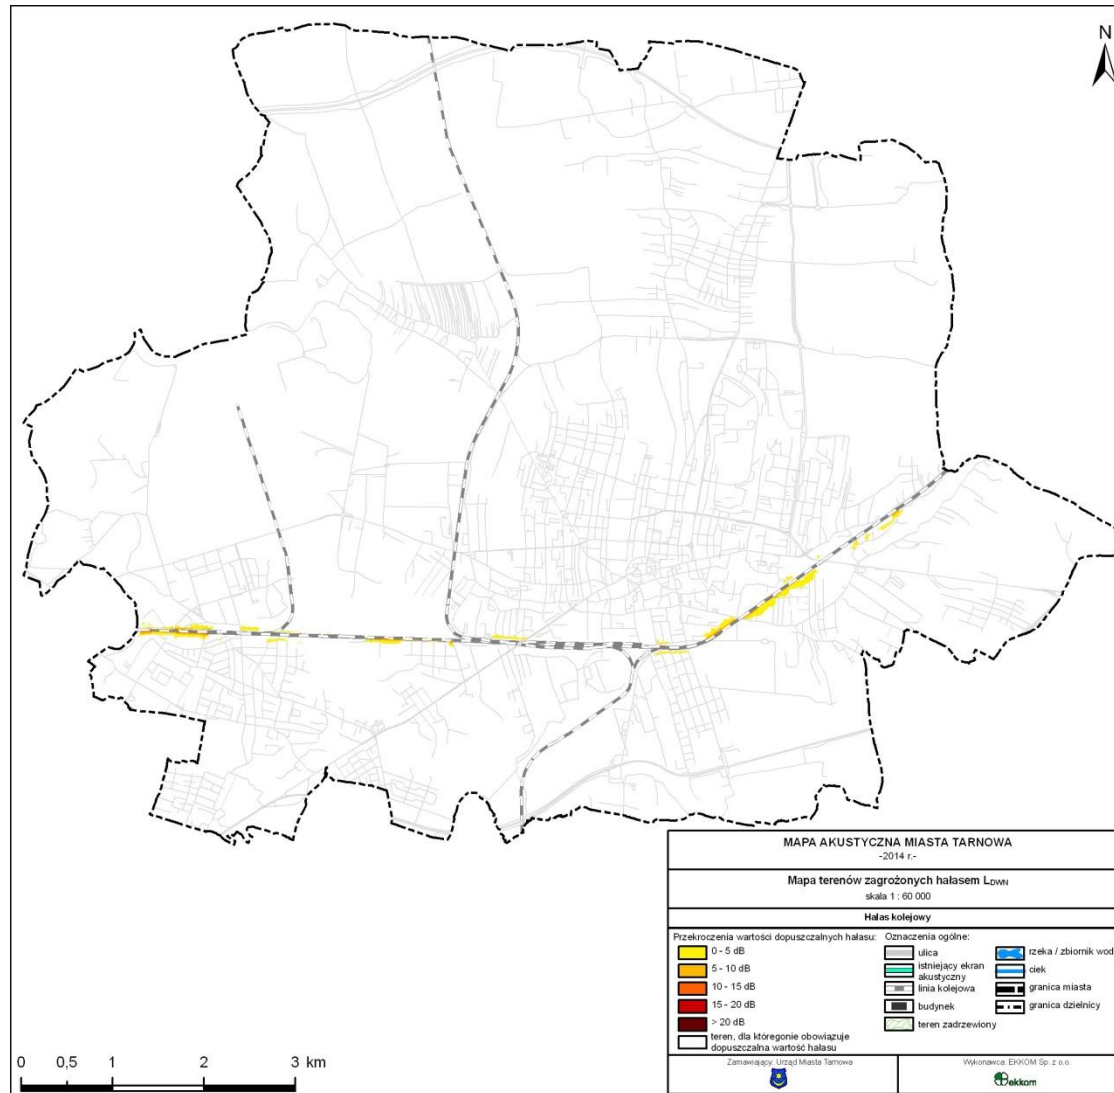 N
MAPA AKUSTYCZNA MIASTA TARNOWA
-2014 r.-
Mapa terenów zagrożonych hałasem LDWN
skala 1 : 60 000
Hałas kolejowy
Przekroczenia wartości dopuszczalnych hałasu:
0 - 5 dB
5 - 10 dB
10 - 15 dB
15 - 20 dB
> 20 dB
teren, dla któregonie obowiązuje
dopuszczalna wartość hałasu
Oznaczenia ogólne:
ulica
istniejący ekran
akustyczny
linia kolejowa
budynek
teren zadrzewiony
rzeka / zbiornik wod
ciek
granica miasta
granica dzielnicy
Zamawiający: Urząd Miasta Tarnowa
Wykonawca: EKKOM Sp. z o.o.
ekkom
0 0,5 1 2 3 km